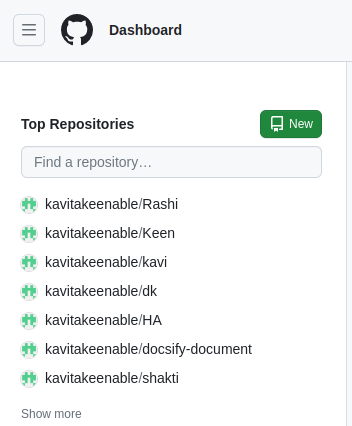 Dashboard
Top Repositories
New
Find a repository…
kavitakeenable/Rashi
kavitakeenable/Keen
kavitakeenable/kavi
kavitakeenable/dk
kavitakeenable/HA
kavitakeenable/docsify-document
kavitakeenable/shakti
Show more